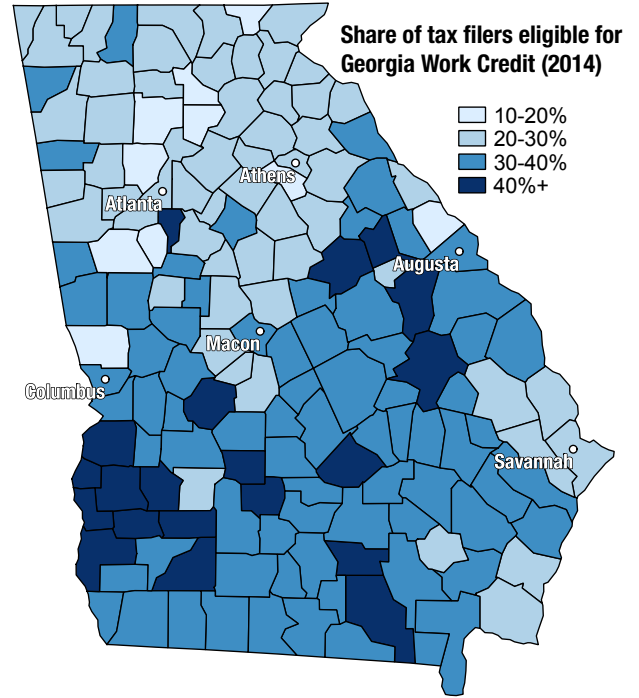 Share of tax filers eligible for
Georgia Work Credit (2014)
10-20%
20-30%
30-40%
40%+
Athens
Atlanta
Augusta
Macon
Columbus
Savannah